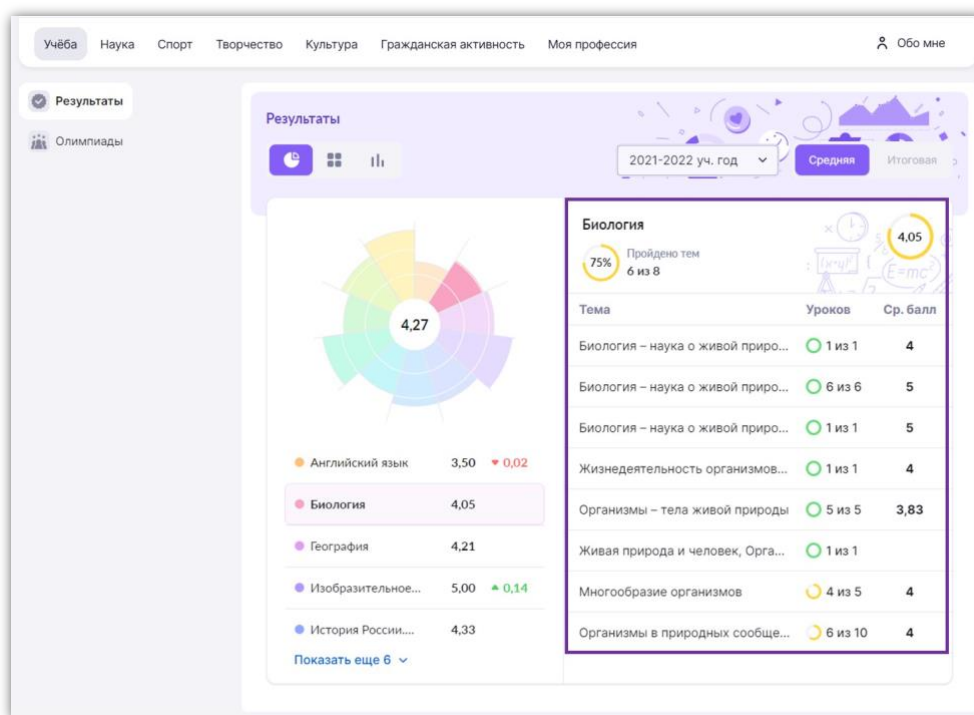 Учёба Наука Спорт Творчество Культура Гражданская активность Моя профессия Обо мне
Результаты
Олимпиады
Результаты
2021-2022 уч. год Средняя Итоговая
4,27
Английский язык 3,50 0,02
Биология 4,05
География 4,21
Изобразительное... 5,00 0,14
История России.... 4,33
Показать еще 6
Биология
4,05
75% Пройдено тем
6 из 8
E=mc²
Тема Уроков Ср. балл
Биология – наука о живой приро... 1 из 1 4
Биология – наука о живой приро... 6 из 6 5
Биология – наука о живой приро... 1 из 1 5
Жизнедеятельность организмов... 1 из 1 4
Организмы – тела живой природы 5 из 5 3,83
Живая природа и человек, Орга... 1 из 1
Многообразие организмов 4 из 5 4
Организмы в природных сообще... 6 из 10 4